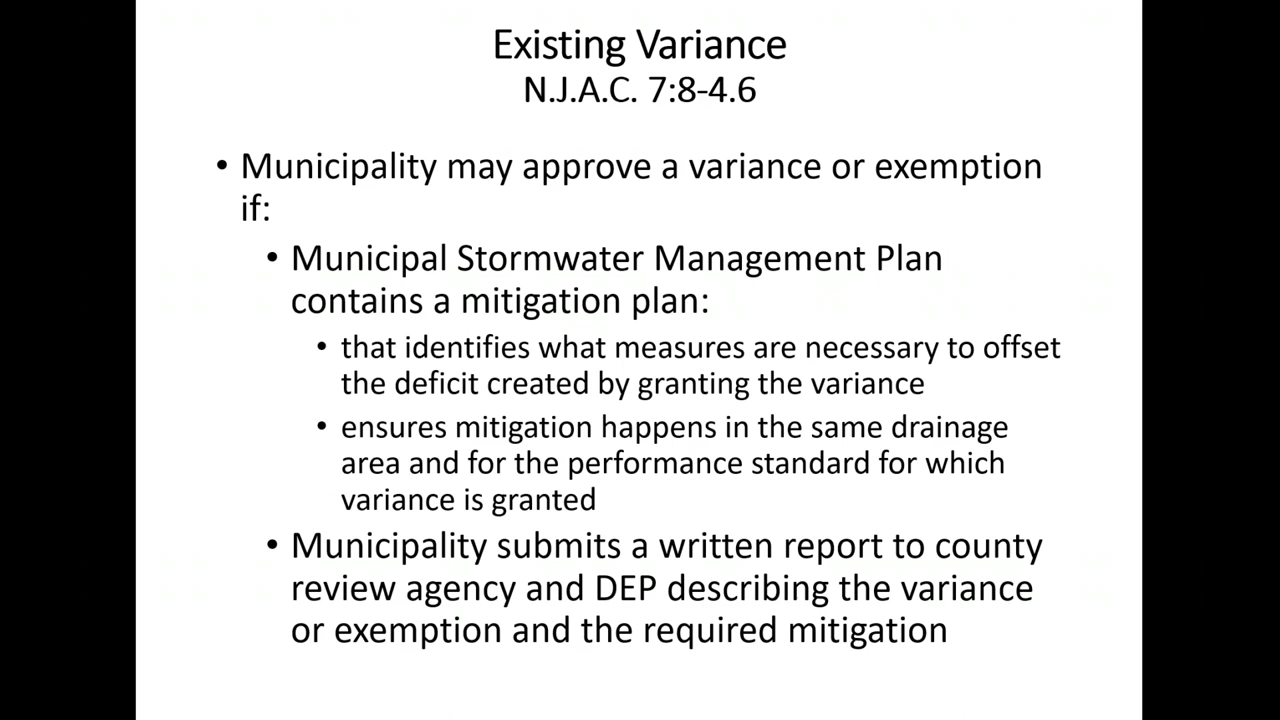 Existing Variance
N.J.A.C. 7:8-4.6
• Municipality may approve a variance or exemption
if:
• Municipal Stormwater Management Plan
contains a mitigation plan:
• that identifies what measures are necessary to offset
the deficit created by granting the variance
• ensures mitigation happens in the same drainage
area and for the performance standard for which
variance is granted
• Municipality submits a written report to county
review agency and DEP describing the variance
or exemption and the required mitigation